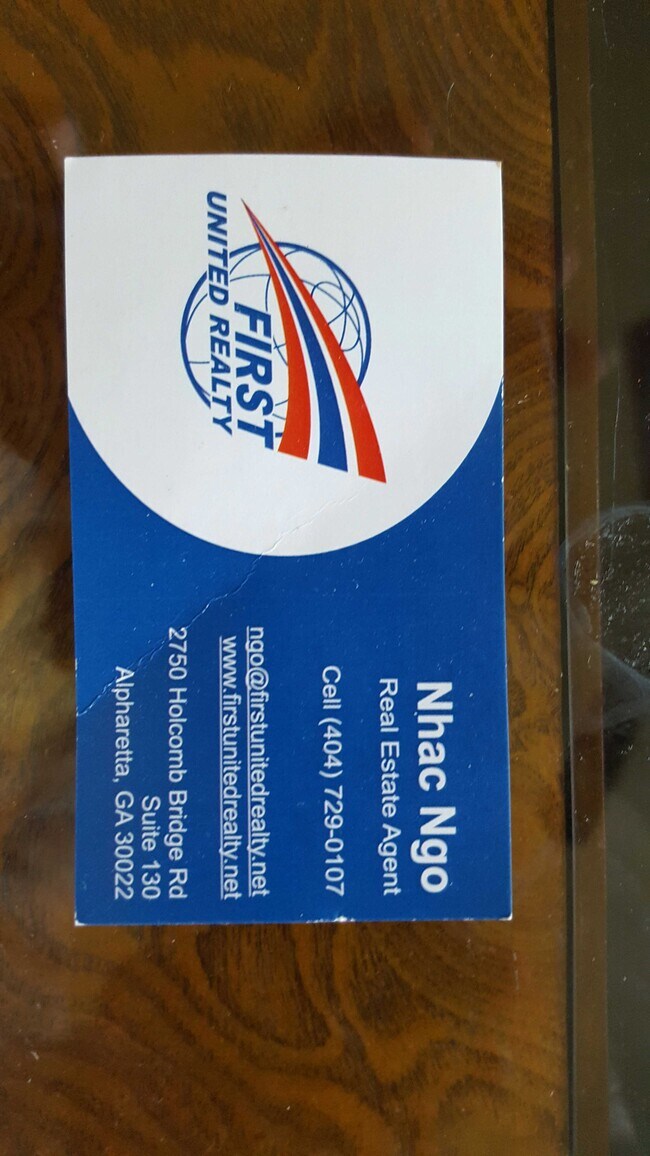 FIRST
UNITED REALTY
Nhac Ngo
Real Estate Agent
Cell (404) 729-0107
ngo@firstunitedrealty.net
www.firstunitedrealty.net
2750 Holcomb Bridge Rd
Suite 130
Alpharetta, GA 30022